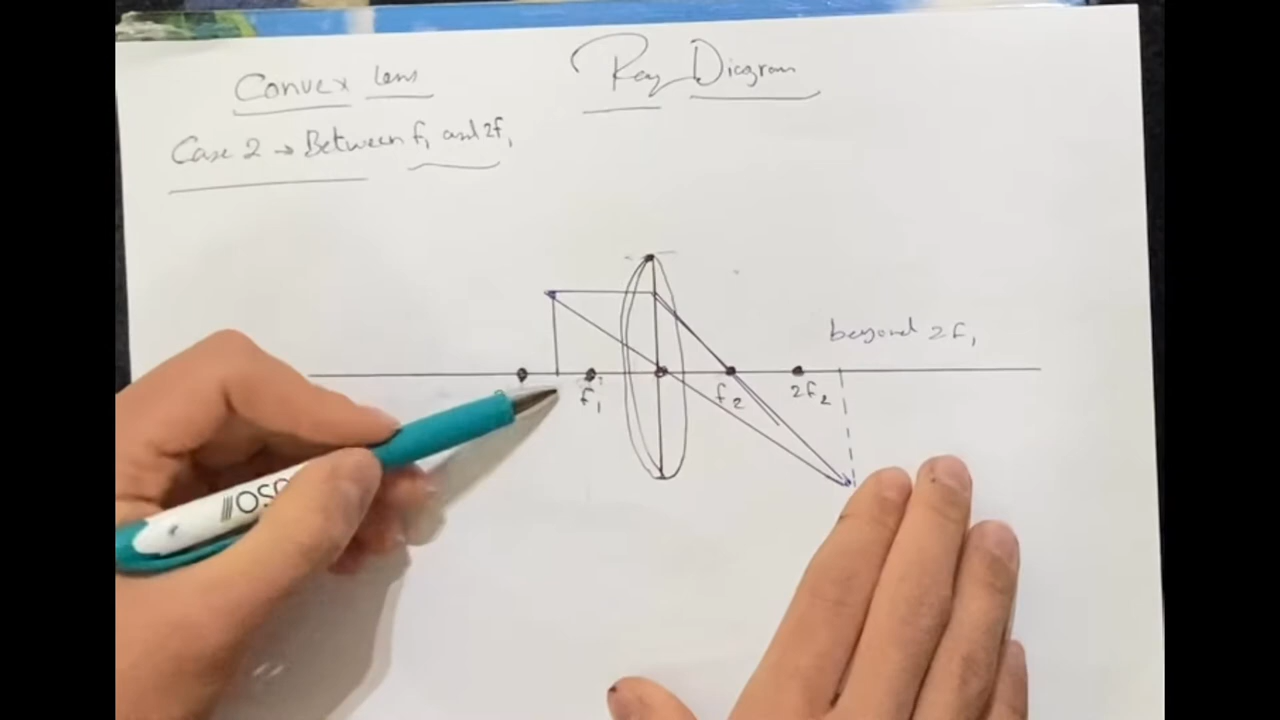 Convex lens
Ray Diagram
Case 2 → Between f₁ and 2f₁
beyond 2f₁
f₁
f₂
2f₂